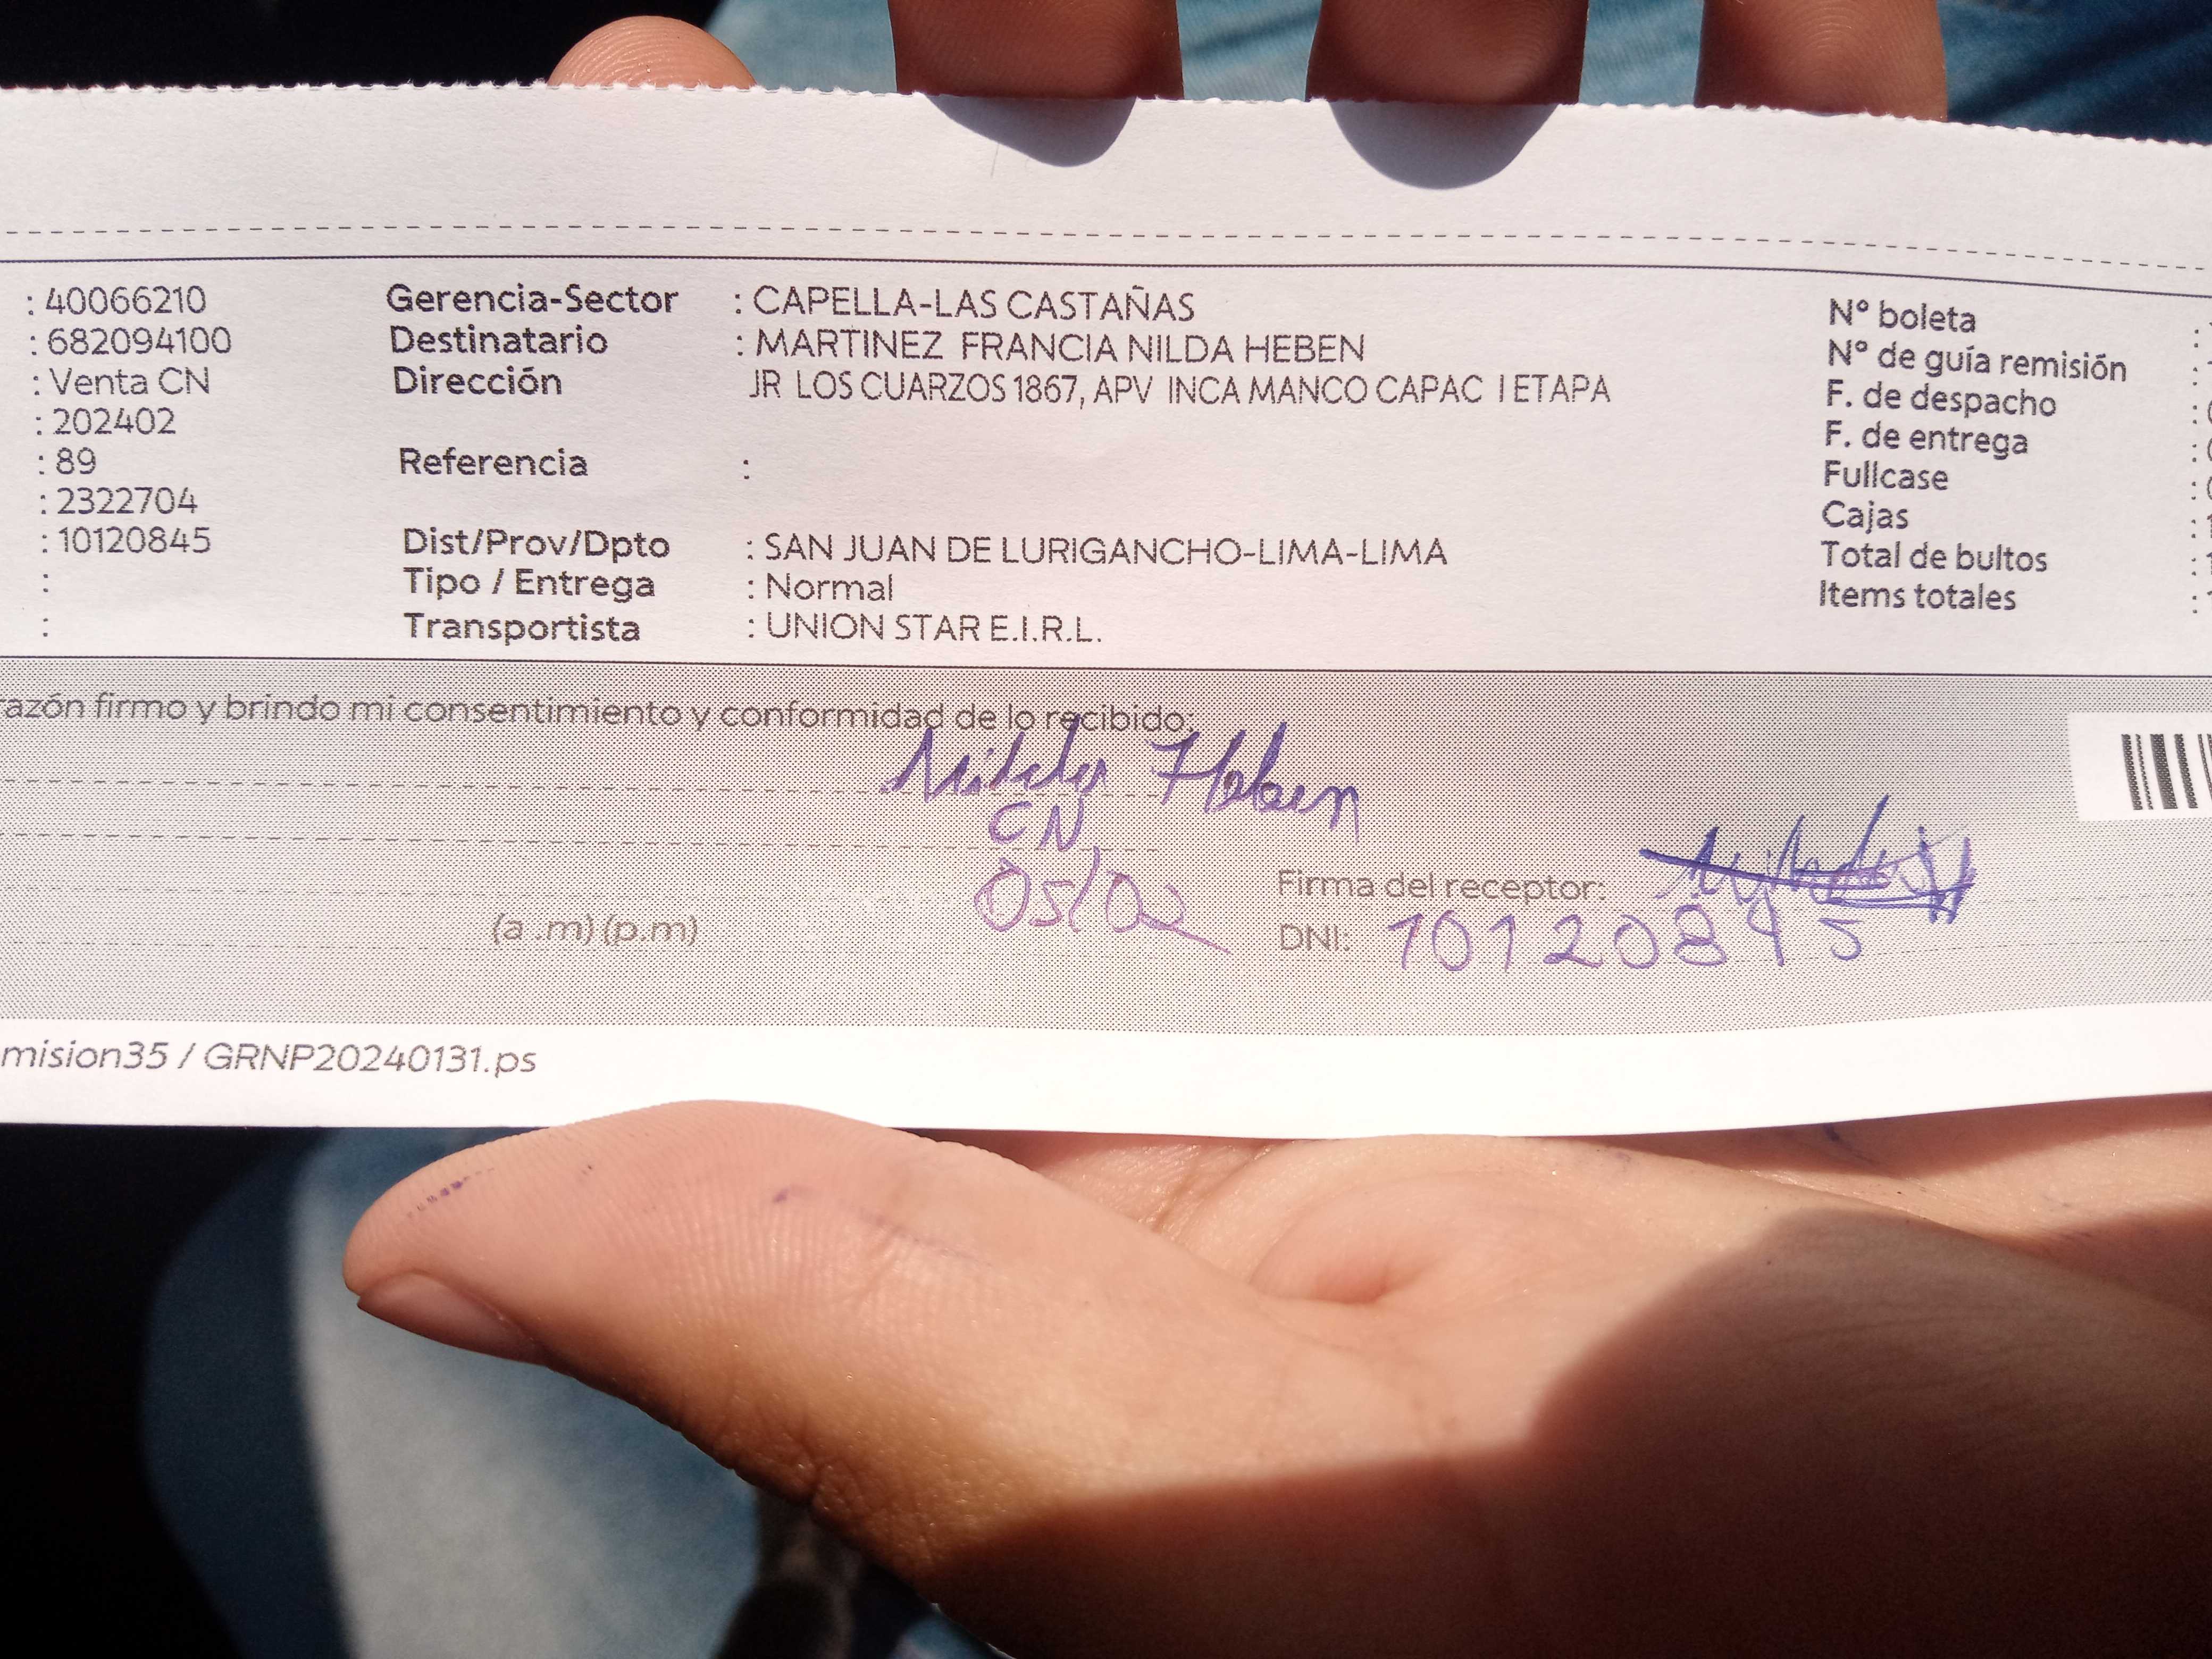 : 40066210
: 682094100
: Venta CN
: 202402
: 89
: 2322704
: 10120845
:
:
Gerencia-Sector : CAPELLA-LAS CASTAÑAS
Destinatario : MARTINEZ FRANCIA NILDA HEBEN
Dirección JR LOS CUARZOS 1867, APV INCA MANCO CAPAC I ETAPA
Referencia :
Dist/Prov/Dpto : SAN JUAN DE LURIGANCHO-LIMA-LIMA
Tipo / Entrega : Normal
Transportista : UNION STAR E.I.R.L.
N° boleta :
N° de guía remisión :
F. de despacho :
F. de entrega :
Fullcase :
Cajas :
Total de bultos :
Items totales :
razón firmo y brindo mi consentimiento y conformidad de lo recibido:
Nilda Heben
CN
05/02
(a .m) (p.m)
Firma del receptor:
DNI: 10120845
mision35 / GRNP20240131.ps